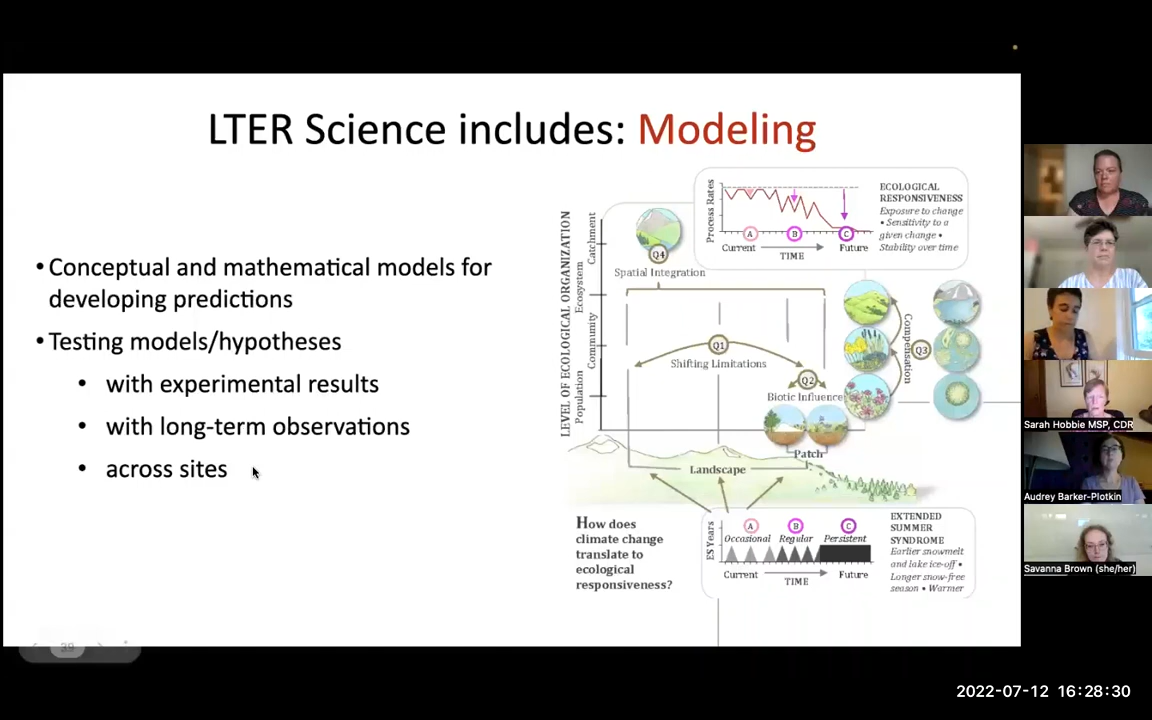 LTER Science includes: Modeling
• Conceptual and mathematical models for
developing predictions
• Testing models/hypotheses
• with experimental results
• with long-term observations
• across sites
LEVEL OF ECOLOGICAL ORGANIZATION
Population
Community
Ecosystem
Catchment
Process Rates
A
B
C
Current
Future
TIME
ECOLOGICAL
RESPONSIVENESS
Exposure to change
• Sensitivity to a
given change •
Stability over time
Q4
Spatial Integration
Q1
Shifting Limitations
Q2
Biotic Influence
Q3
Compensation
Patch
Landscape
How does
climate change
translate to
ecological
responsiveness?
ES Years
A
B
C
Occasional
Regular
Persistent
Current
Future
TIME
EXTENDED
SUMMER
SYNDROME
Earlier snowmelt
and lake ice-off •
Longer snow-free
season • Warmer
39
Sarah Hobbie MSP, CDR
Audrey Barker-Plotkin
Savanna Brown (she/her)
2022-07-12 16:28:30